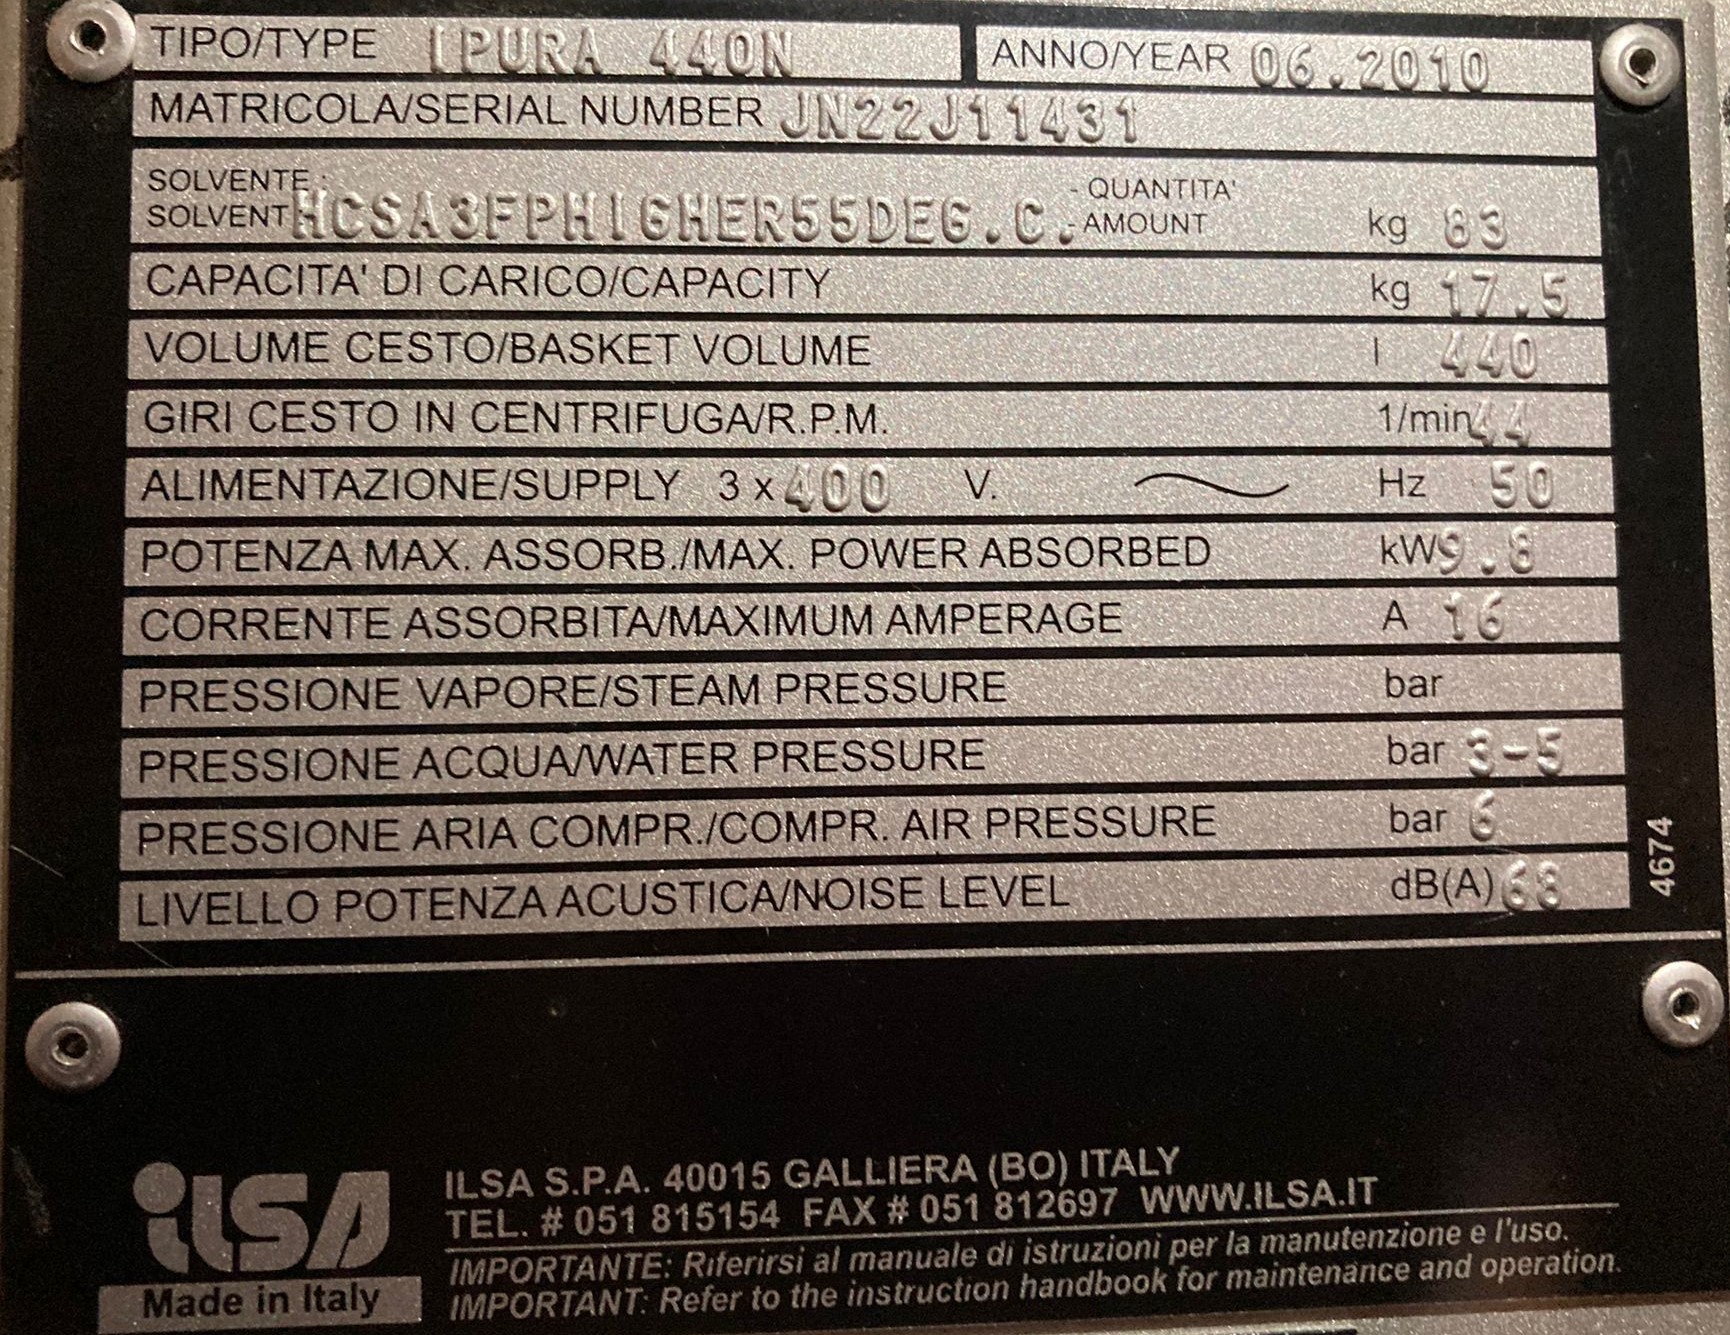 TIPO/TYPE IPURA 440N ANNO/YEAR 06.2010
MATRICOLA/SERIAL NUMBER JN22J11431
SOLVENTE - QUANTITA'
SOLVENT HCSA3FPHIGHER55DEG.C. - AMOUNT kg 83
CAPACITA' DI CARICO/CAPACITY kg 17.5
VOLUME CESTO/BASKET VOLUME l 440
GIRI CESTO IN CENTRIFUGA/R.P.M. 1/min 44
ALIMENTAZIONE/SUPPLY 3 x 400 V. ~ Hz 50
POTENZA MAX. ASSORB./MAX. POWER ABSORBED kW 9.8
CORRENTE ASSORBITA/MAXIMUM AMPERAGE A 16
PRESSIONE VAPORE/STEAM PRESSURE bar
PRESSIONE ACQUA/WATER PRESSURE bar 3-5
PRESSIONE ARIA COMPR./COMPR. AIR PRESSURE bar 6
LIVELLO POTENZA ACUSTICA/NOISE LEVEL dB(A) 68
4674
iLSA
Made in Italy
ILSA S.P.A. 40015 GALLIERA (BO) ITALY
TEL. # 051 815154 FAX # 051 812697 WWW.ILSA.IT
IMPORTANTE: Riferirsi al manuale di istruzioni per la manutenzione e l'uso.
IMPORTANT: Refer to the instruction handbook for maintenance and operation.